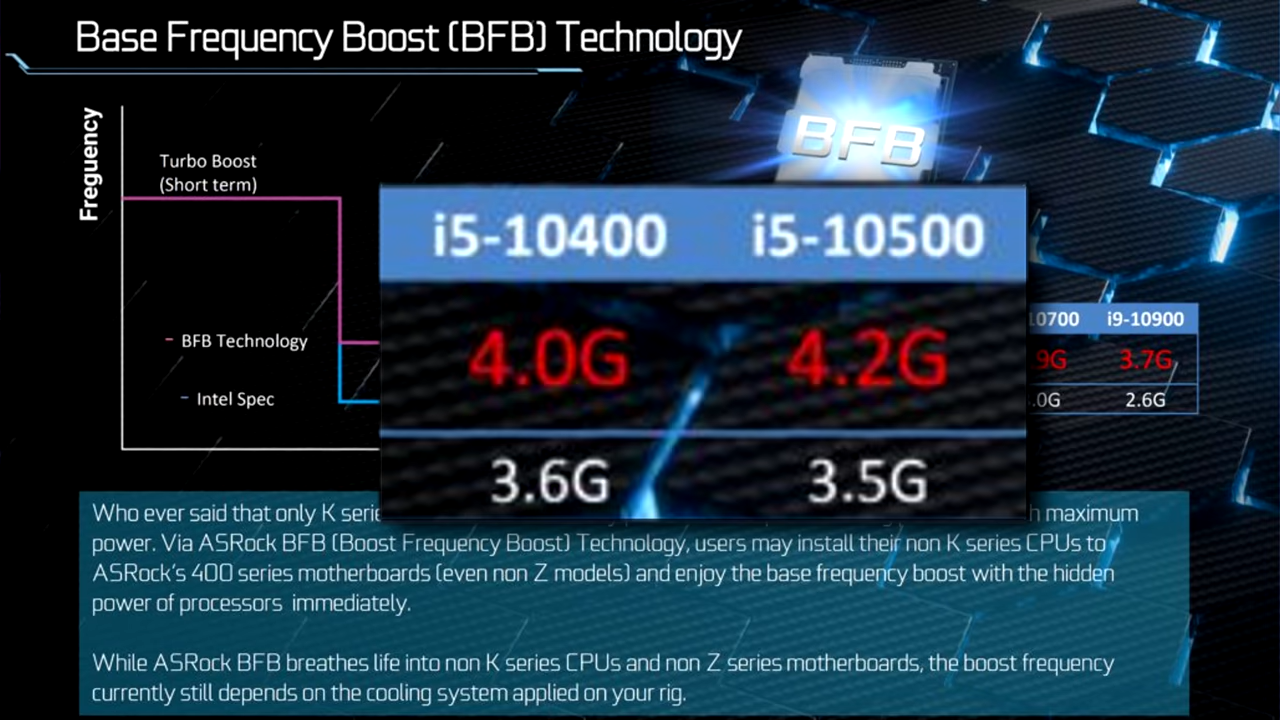 Base Frequency Boost (BFB) Technology
BFB
Freguency
Turbo Boost
(Short term)
i5-10400 i5-10500
4.0G 4.2G
3.6G 3.5G
i9-10900
3.7G
2.6G
BFB Technology
Intel Spec
Who ever said that only K
maximum
power. Via ASRock BFB (Boost Frequency Boost) Technology, users may install their non K series CPUs to
ASRock's 400 series motherboards (even non Z models) and enjoy the base frequency boost with the hidden
power of processors immediately.
While ASRock BFB breathes life into non K series CPUs and non Z series motherboards, the boost frequency
currently still depends on the cooling system applied on your rig.